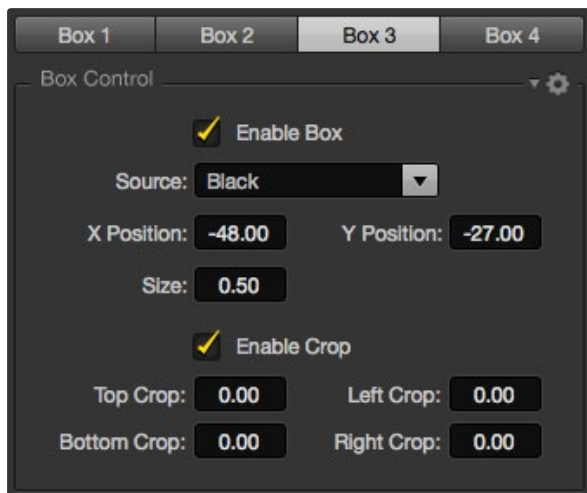 Box 1 Box 2 Box 3 Box 4
Box Control
Enable Box
Source: Black
X Position: -48.00 Y Position: -27.00
Size: 0.50
Enable Crop
Top Crop: 0.00 Left Crop: 0.00
Bottom Crop: 0.00 Right Crop: 0.00